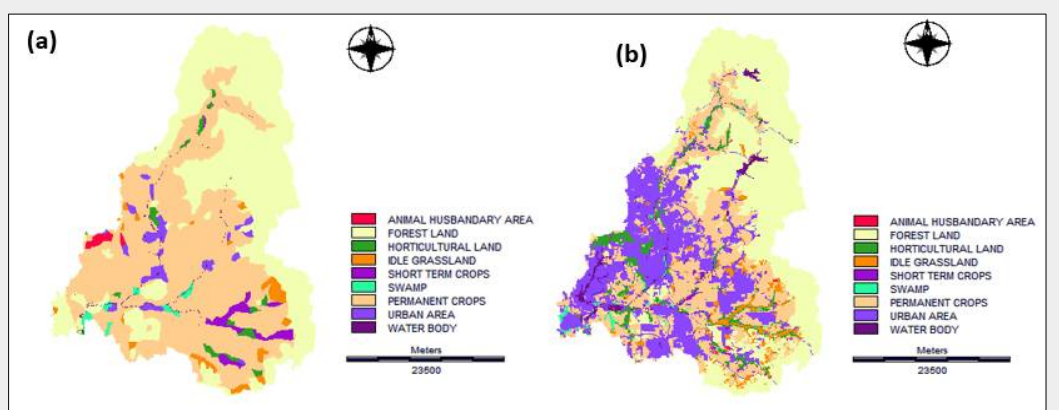 (a)
ANIMAL HUSBANDARY AREA
FOREST LAND
HORTICULTURAL LAND
IDLE GRASSLAND
SHORT TERM CROPS
SWAMP
PERMANENT CROPS
URBAN AREA
WATER BODY
Meters
23500
(b)
ANIMAL HUSBANDARY AREA
FOREST LAND
HORTICULTURAL LAND
IDLE GRASSLAND
SHORT TERM CROPS
SWAMP
PERMANENT CROPS
URBAN AREA
WATER BODY
Meters
23500